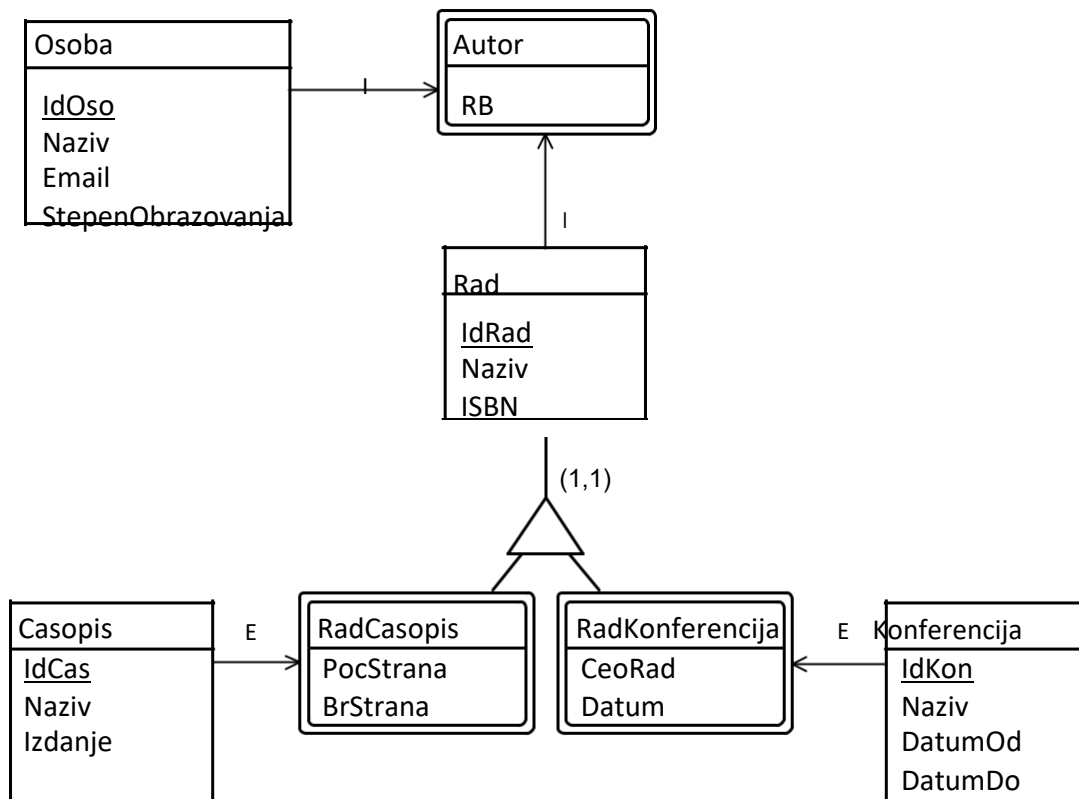 Osoba
IdOso
Naziv
Email
StepenObrazovanja
I
Autor
RB
I
Rad
IdRad
Naziv
ISBN
(1,1)
Casopis
IdCas
Naziv
Izdanje
E
RadCasopis
PocStrana
BrStrana
RadKonferencija
CeoRad
Datum
E
Konferencija
IdKon
Naziv
DatumOd
DatumDo